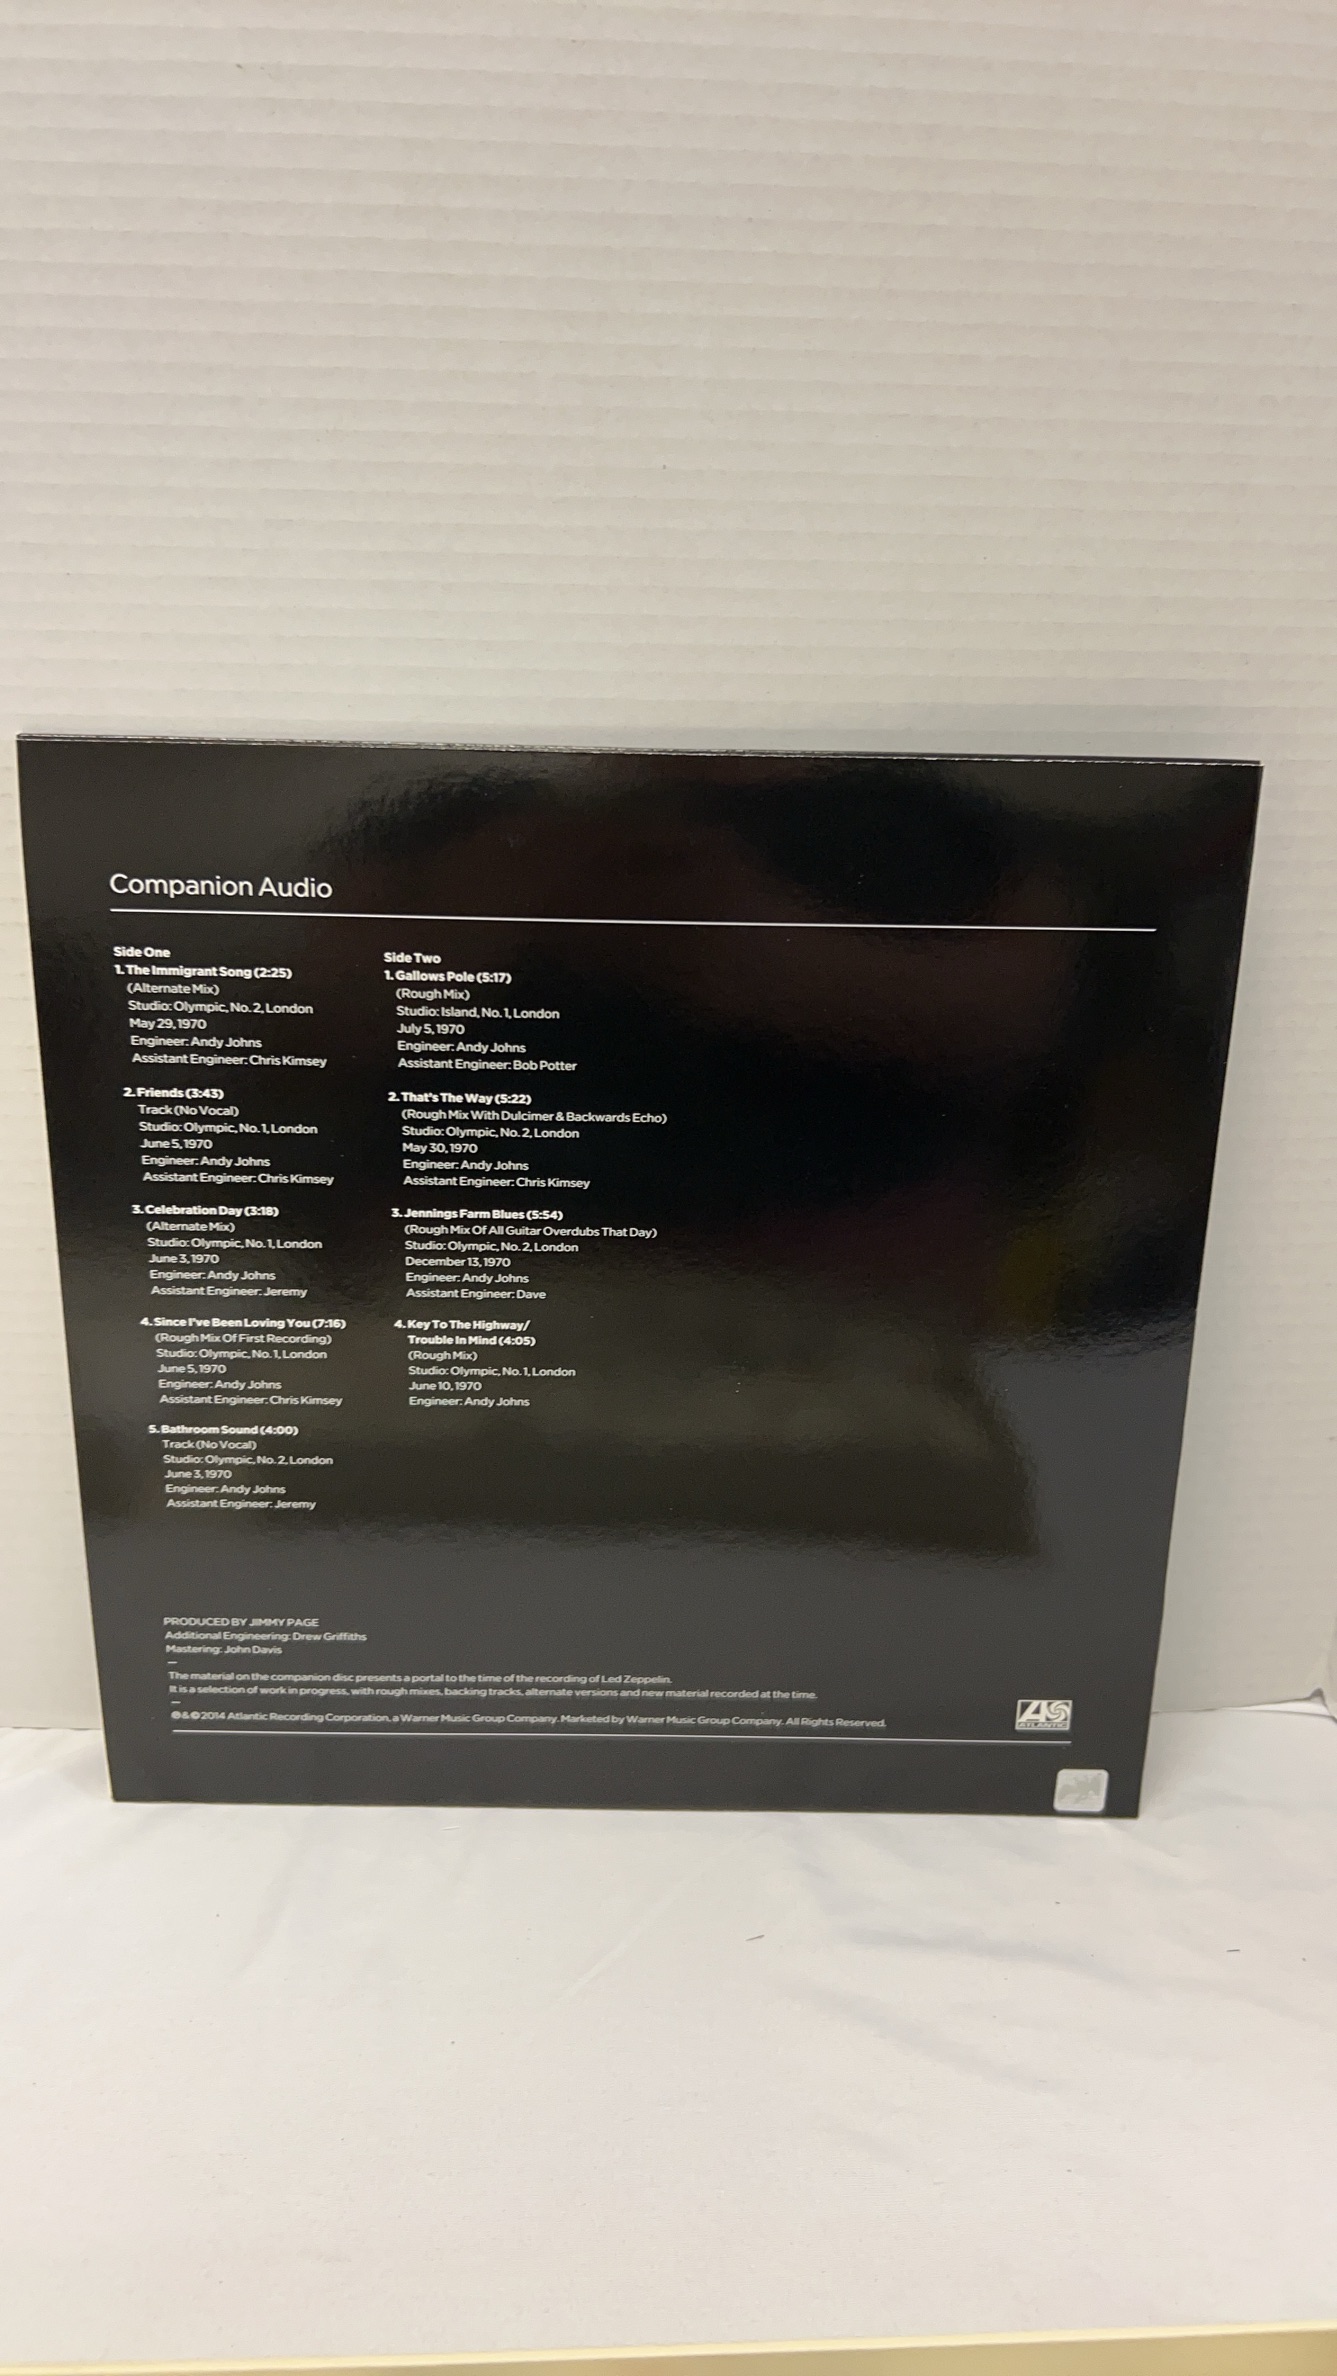 Companion Audio
Side One
1. The Immigrant Song (2:25)
(Alternate Mix)
Studio: Olympic, No. 2, London
May 29, 1970
Engineer: Andy Johns
Assistant Engineer: Chris Kimsey
2. Friends (3:43)
Track (No Vocal)
Studio: Olympic, No. 1, London
June 5, 1970
Engineer: Andy Johns
Assistant Engineer: Chris Kimsey
3. Celebration Day (3:18)
(Alternate Mix)
Studio: Olympic, No. 1, London
June 3, 1970
Engineer: Andy Johns
Assistant Engineer: Jeremy
4. Since I've Been Loving You (7:16)
(Rough Mix Of First Recording)
Studio: Olympic, No. 1, London
June 5, 1970
Engineer: Andy Johns
Assistant Engineer: Chris Kimsey
5. Bathroom Sound (4:00)
Track (No Vocal)
Studio: Olympic, No. 2, London
June 3, 1970
Engineer: Andy Johns
Assistant Engineer: Jeremy
Side Two
1. Gallows Pole (5:17)
(Rough Mix)
Studio: Island, No. 1, London
July 5, 1970
Engineer: Andy Johns
Assistant Engineer: Bob Potter
2. That's The Way (5:22)
(Rough Mix With Dulcimer & Backwards Echo)
Studio: Olympic, No. 2, London
May 30, 1970
Engineer: Andy Johns
Assistant Engineer: Chris Kimsey
3. Jennings Farm Blues (5:54)
(Rough Mix Of All Guitar Overdubs That Day)
Studio: Olympic, No. 2, London
December 13, 1970
Engineer: Andy Johns
Assistant Engineer: Dave
4. Key To The Highway/
Trouble In Mind (4:05)
(Rough Mix)
Studio: Olympic, No. 1, London
June 10, 1970
Engineer: Andy Johns
PRODUCED BY JIMMY PAGE
Additional Engineering: Drew Griffiths
Mastering: John Davis
—
The material on the companion disc presents a portal to the time of the recording of Led Zeppelin.
It is a selection of work in progress, with rough mixes, backing tracks, alternate versions and new material recorded at the time.
—
℗ & © 2014 Atlantic Recording Corporation, a Warner Music Group Company. Marketed by Warner Music Group Company. All Rights Reserved.
ATLANTIC